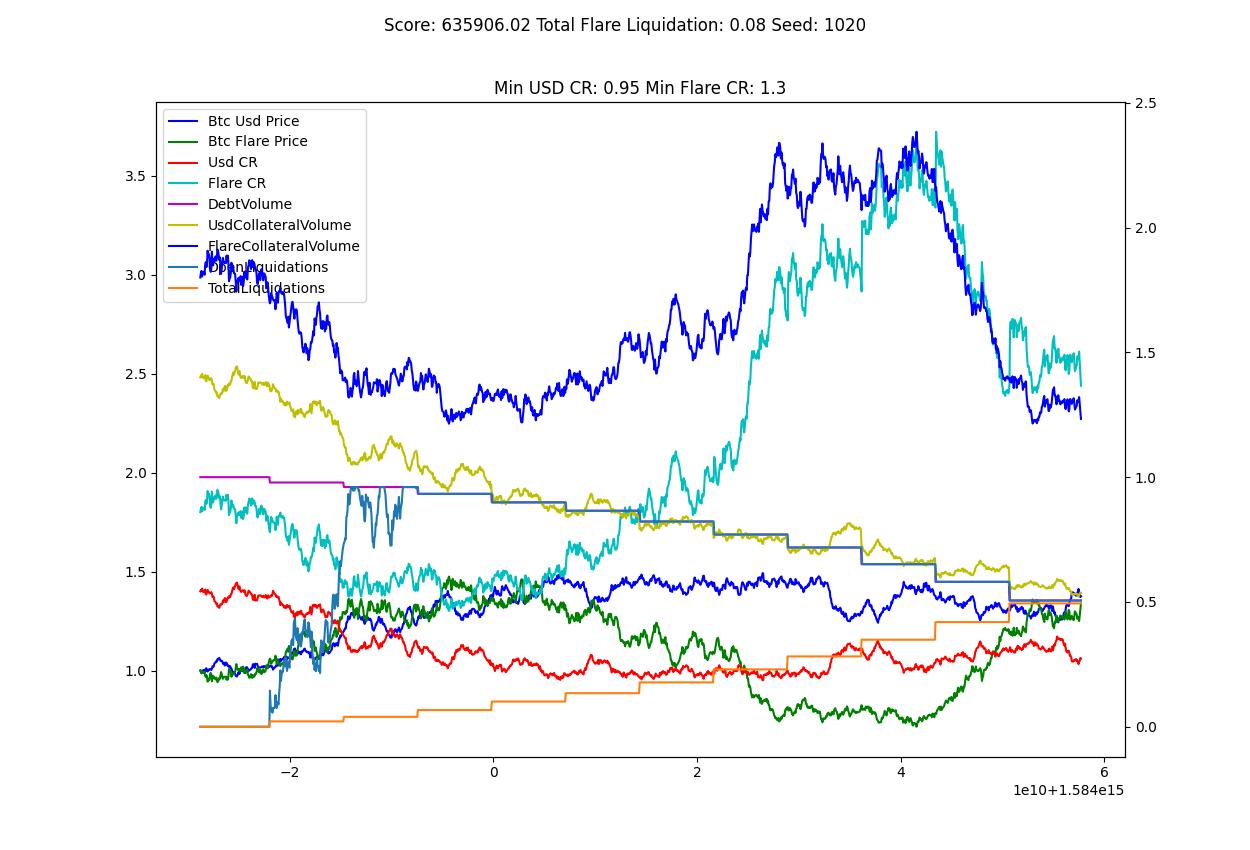 Score: 635906.02 Total Flare Liquidation: 0.08 Seed: 1020
Min USD CR: 0.95 Min Flare CR: 1.3
Btc Usd Price
Btc Flare Price
Usd CR
Flare CR
DebtVolume
UsdCollateralVolume
FlareCollateralVolume
OpenLiquidations
TotalLiquidations
3.5
3.0
2.5
2.0
1.5
1.0
2.5
2.0
1.5
1.0
0.5
0.0
−2
0
2
4
6
1e10+1.584e15